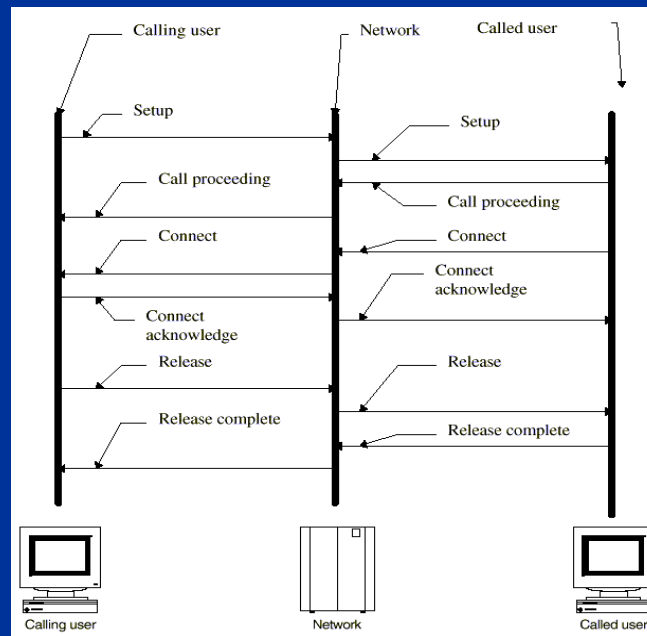 Calling user
Network
Called user
Setup
Setup
Call proceeding
Call proceeding
Connect
Connect
Connect
acknowledge
Connect
acknowledge
Release
Release
Release complete
Release complete
Calling user
Network
Called user